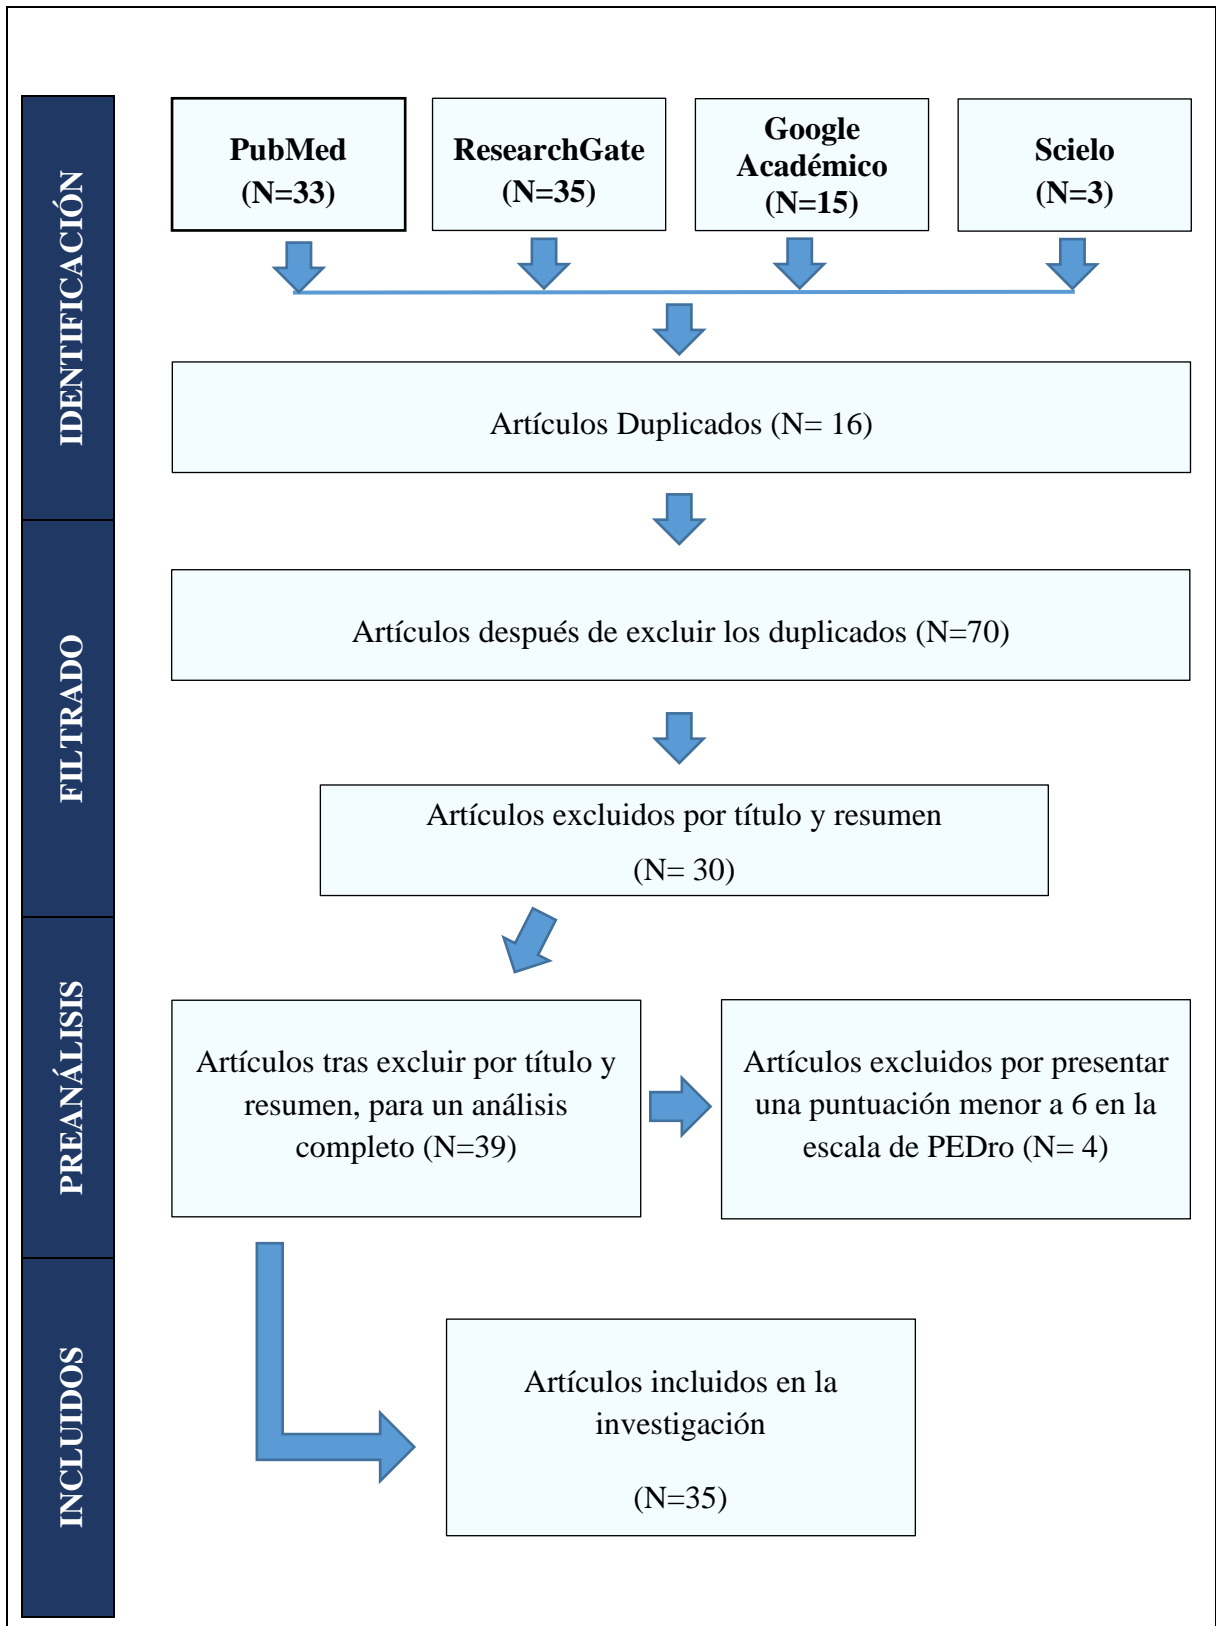 IDENTIFICACIÓN
PubMed
(N=33)
ResearchGate
(N=35)
Google
Académico
(N=15)
Scielo
(N=3)
Artículos Duplicados (N= 16)
FILTRADO
Artículos después de excluir los duplicados (N=70)
Artículos excluidos por título y resumen
(N= 30)
PREANÁLISIS
Artículos tras excluir por título y
resumen, para un análisis
completo (N=39)
Artículos excluidos por presentar
una puntuación menor a 6 en la
escala de PEDro (N= 4)
INCLUIDOS
Artículos incluidos en la
investigación
(N=35)